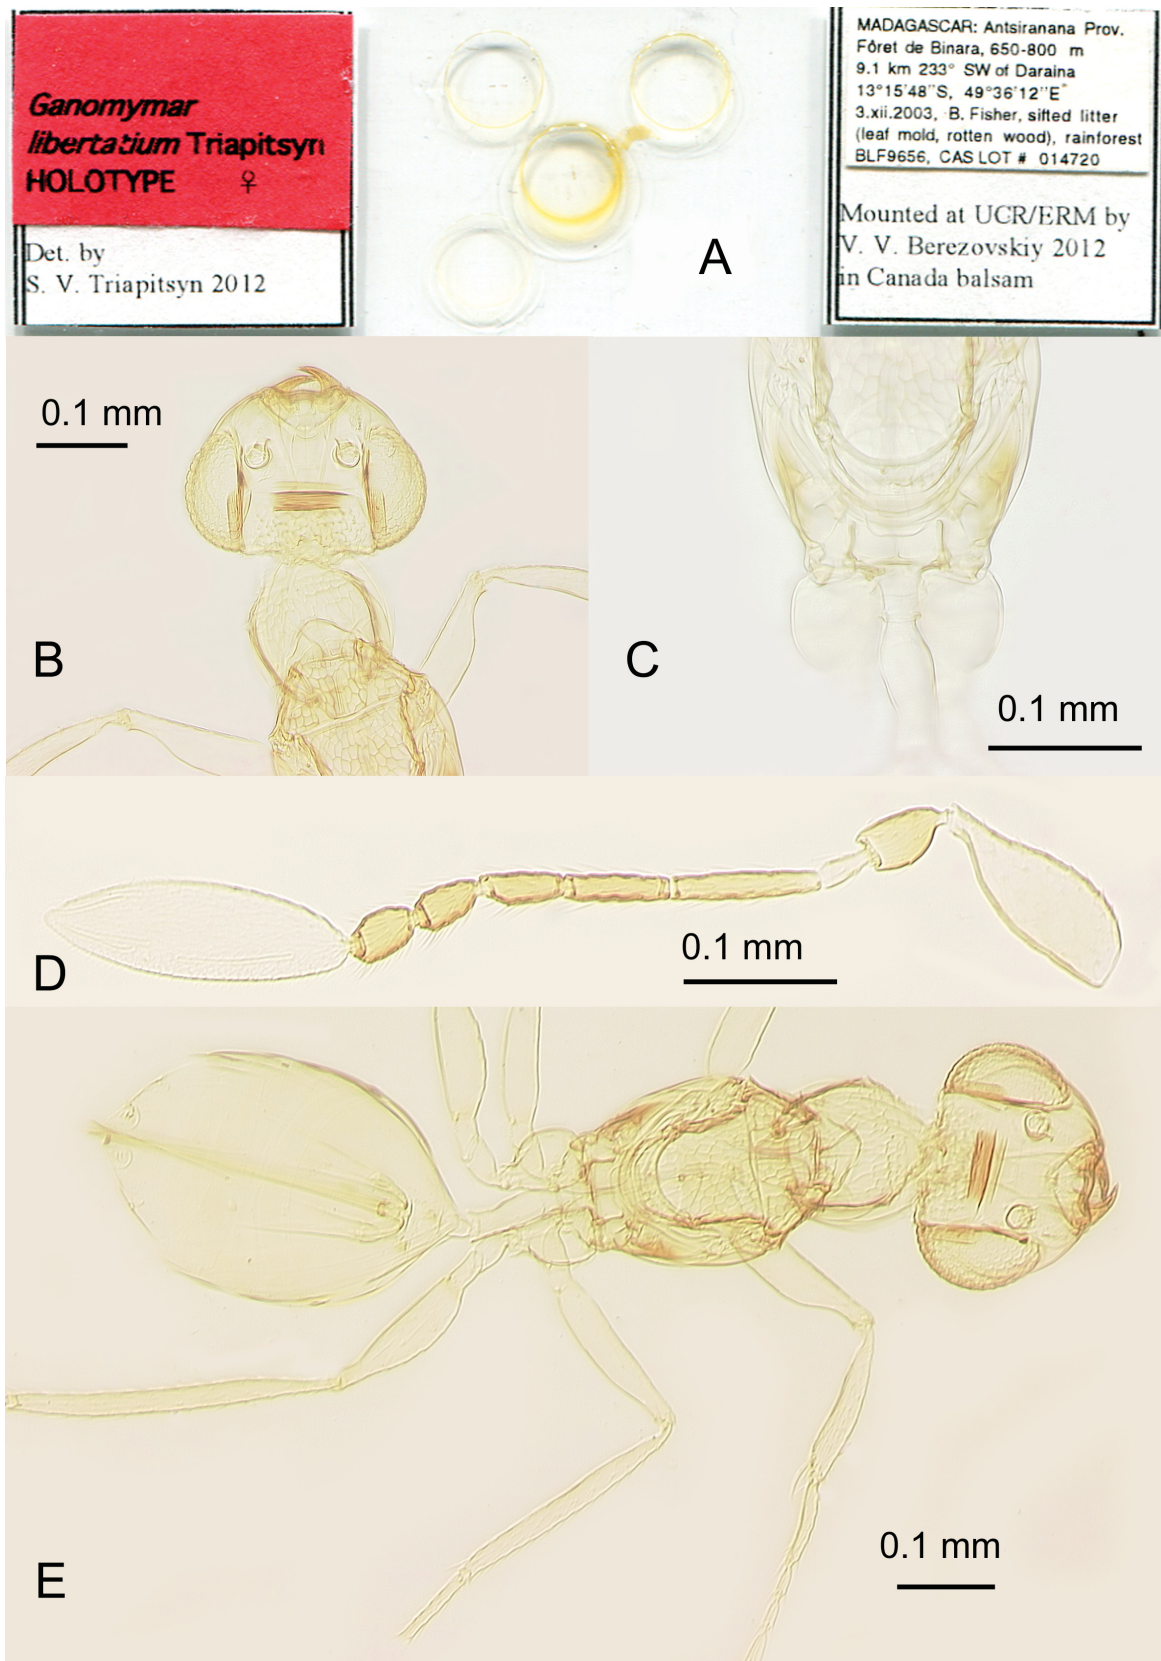 Ganomymar
libertatium Triapitsyn
HOLOTYPE ♀
Det. by
S. V. Triapitsyn 2012
A
MADAGASCAR: Antsiranana Prov.
Fôret de Binara, 650-800 m
9.1 km 233° SW of Daraina
13°15'48"S, 49°36'12"E
3.xii.2003, B. Fisher, sifted litter
(leaf mold, rotten wood), rainforest
BLF9656, CAS LOT # 014720
Mounted at UCR/ERM by
V. V. Berezovskiy 2012
in Canada balsam
0.1 mm
B
C
0.1 mm
D
0.1 mm
E
0.1 mm